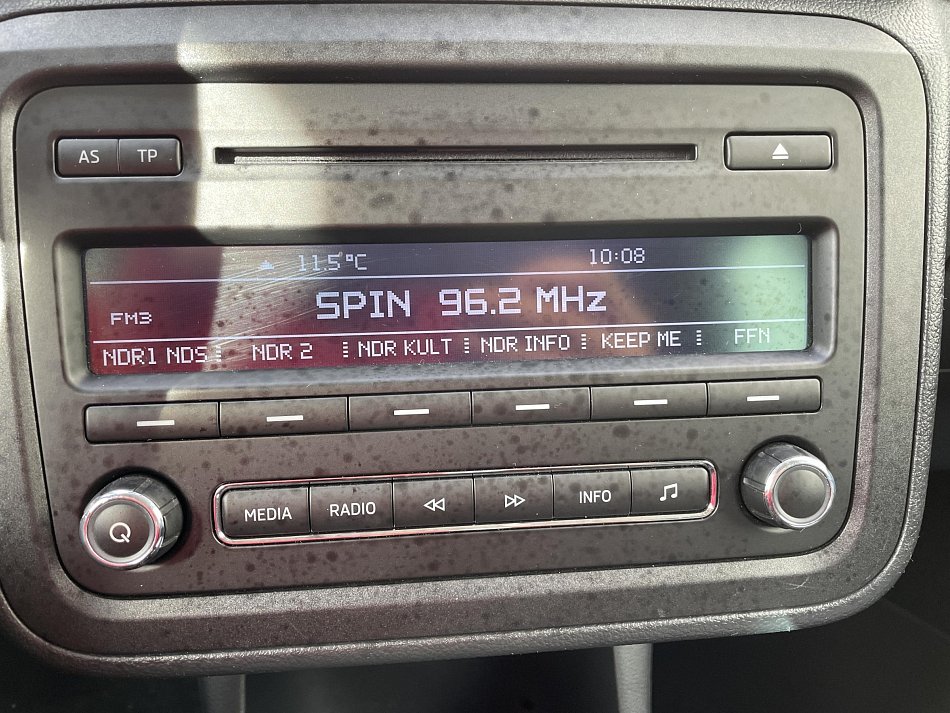 AS TP
11.5°C 10:08
SPIN 96.2 MHz
FM3
NDR1 NDS NDR 2 NDR KULT NDR INFO KEEP ME FFN
MEDIA RADIO INFO